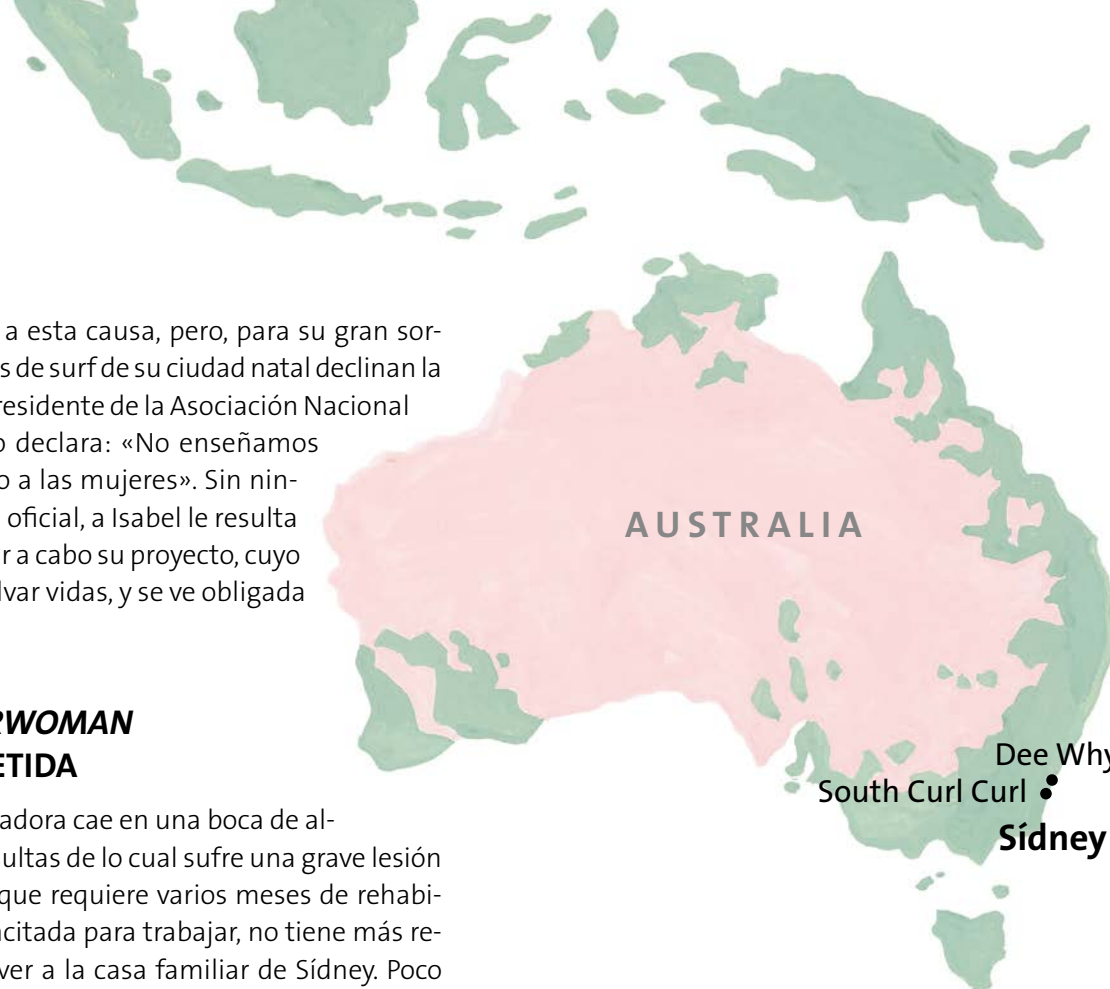 a esta causa, pero, para su gran sor-
s de surf de su ciudad natal declinan la
residente de la Asociación Nacional
o declara: «No enseñamos
o a las mujeres». Sin nin-
oficial, a Isabel le resulta
r a cabo su proyecto, cuyo
lvar vidas, y se ve obligada
RWOMAN
ETIDA
adora cae en una boca de al-
sultas de lo cual sufre una grave lesión
que requiere varios meses de rehabi-
acitada para trabajar, no tiene más re-
ver a la casa familiar de Sídney. Poco
AUSTRALIA
Dee Why
South Curl Curl
Sídney